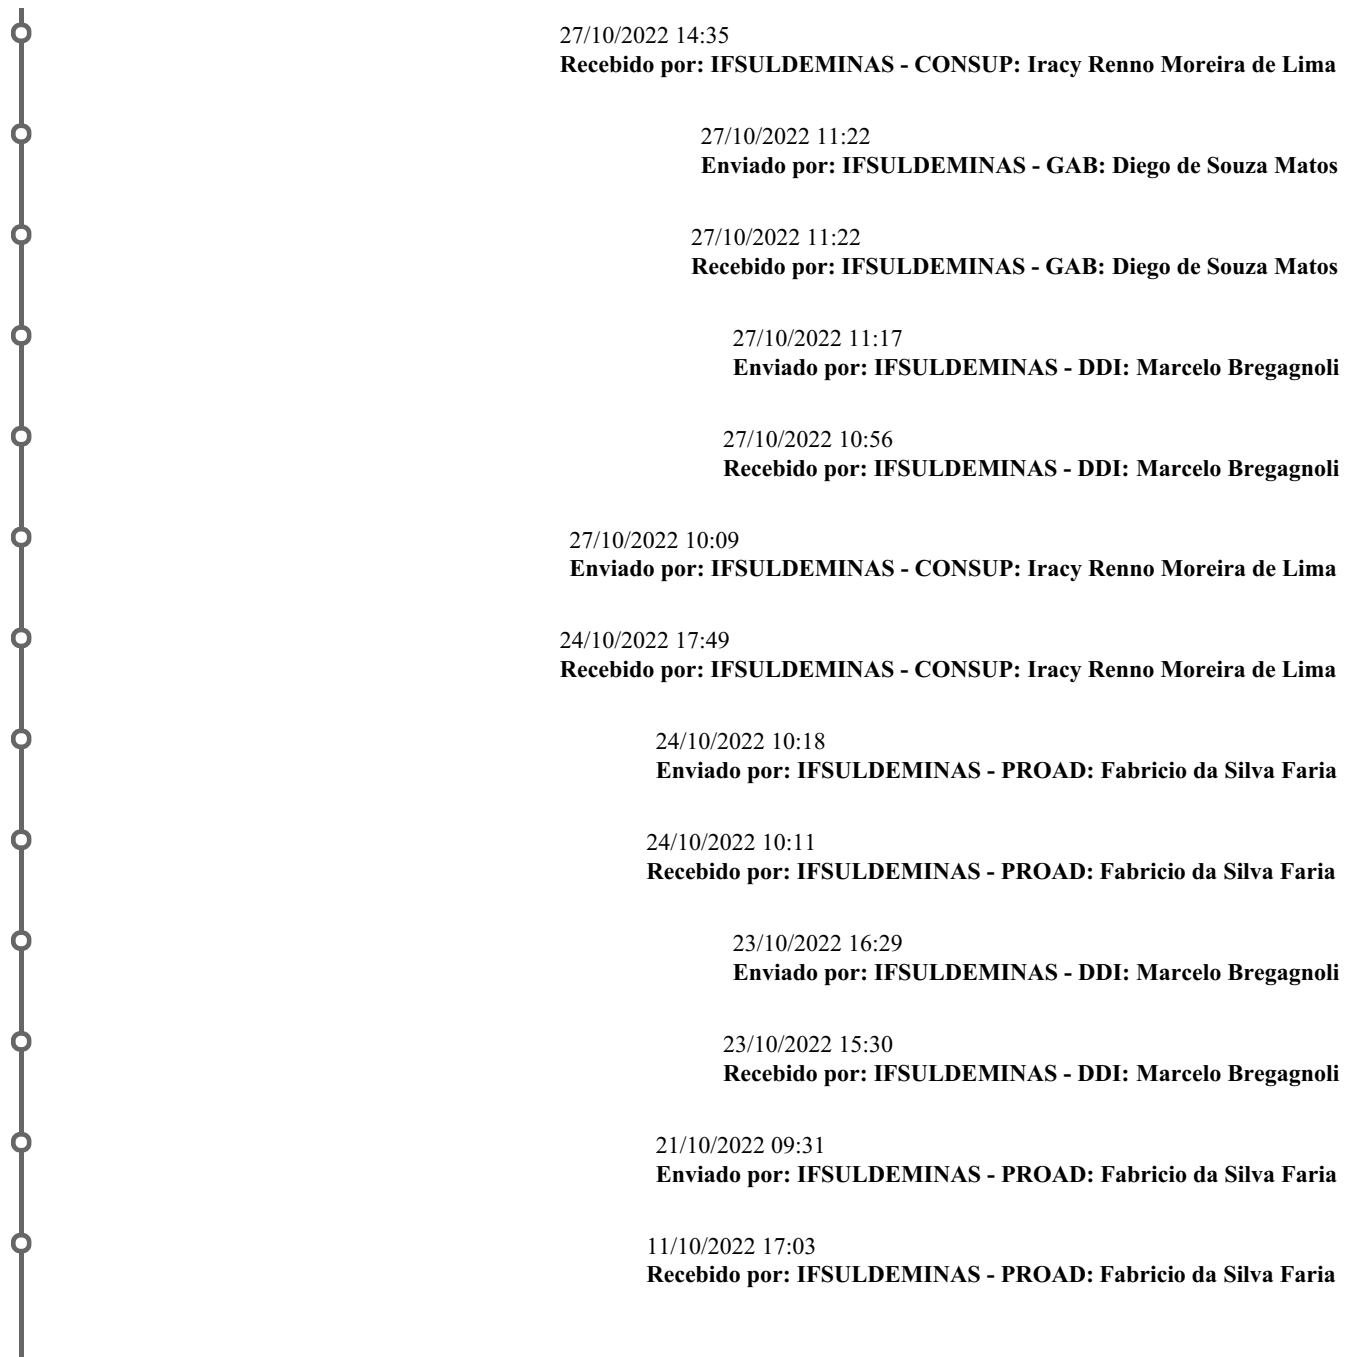 27/10/2022 14:35
Recebido por: IFSULDEMINAS - CONSUP: Iracy Renno Moreira de Lima
27/10/2022 11:22
Enviado por: IFSULDEMINAS - GAB: Diego de Souza Matos
27/10/2022 11:22
Recebido por: IFSULDEMINAS - GAB: Diego de Souza Matos
27/10/2022 11:17
Enviado por: IFSULDEMINAS - DDI: Marcelo Bregagnoli
27/10/2022 10:56
Recebido por: IFSULDEMINAS - DDI: Marcelo Bregagnoli
27/10/2022 10:09
Enviado por: IFSULDEMINAS - CONSUP: Iracy Renno Moreira de Lima
24/10/2022 17:49
Recebido por: IFSULDEMINAS - CONSUP: Iracy Renno Moreira de Lima
24/10/2022 10:18
Enviado por: IFSULDEMINAS - PROAD: Fabricio da Silva Faria
24/10/2022 10:11
Recebido por: IFSULDEMINAS - PROAD: Fabricio da Silva Faria
23/10/2022 16:29
Enviado por: IFSULDEMINAS - DDI: Marcelo Bregagnoli
23/10/2022 15:30
Recebido por: IFSULDEMINAS - DDI: Marcelo Bregagnoli
21/10/2022 09:31
Enviado por: IFSULDEMINAS - PROAD: Fabricio da Silva Faria
11/10/2022 17:03
Recebido por: IFSULDEMINAS - PROAD: Fabricio da Silva Faria